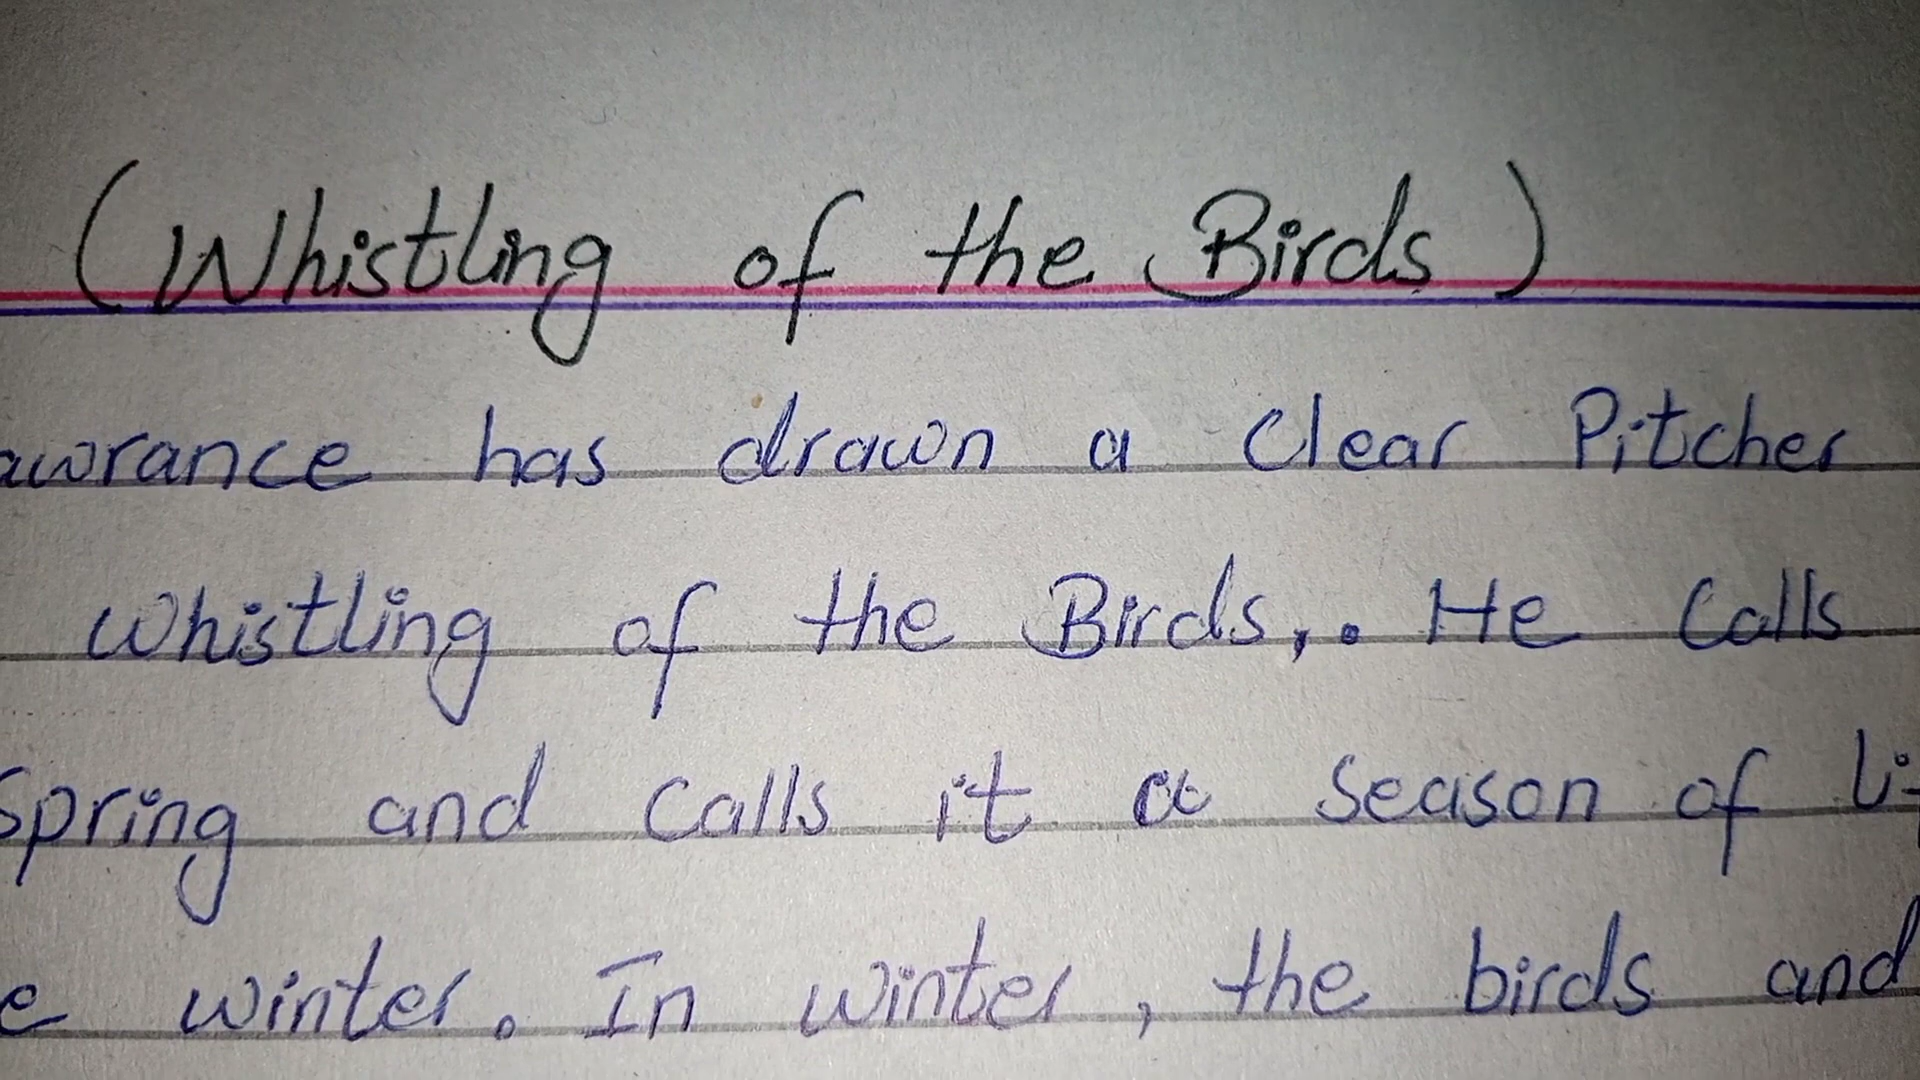 (Whistling of the Birds)
awrance has drawn a Clear Pitcher
Whistling of the Birds,. He Calls
Spring and Calls it a Season of li
e winter. In winter, the birds and